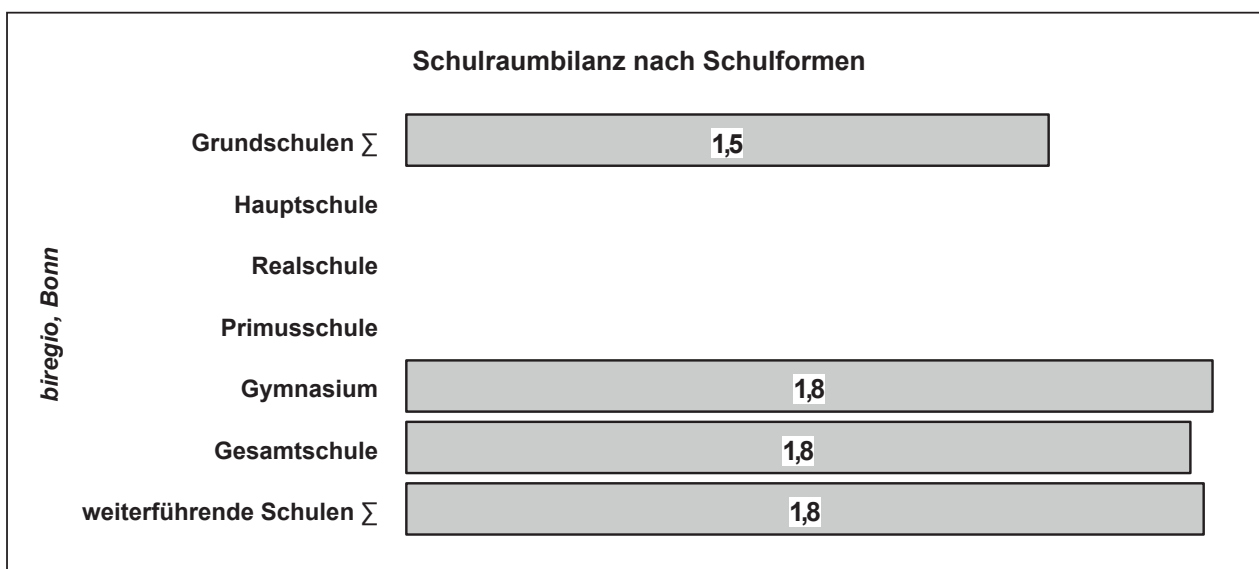 Schulraumbilanz nach Schulformen
Grundschulen ∑
1,5
Hauptschule
Realschule
Primusschule
Gymnasium
1,8
Gesamtschule
1,8
weiterführende Schulen ∑
1,8
biregio, Bonn